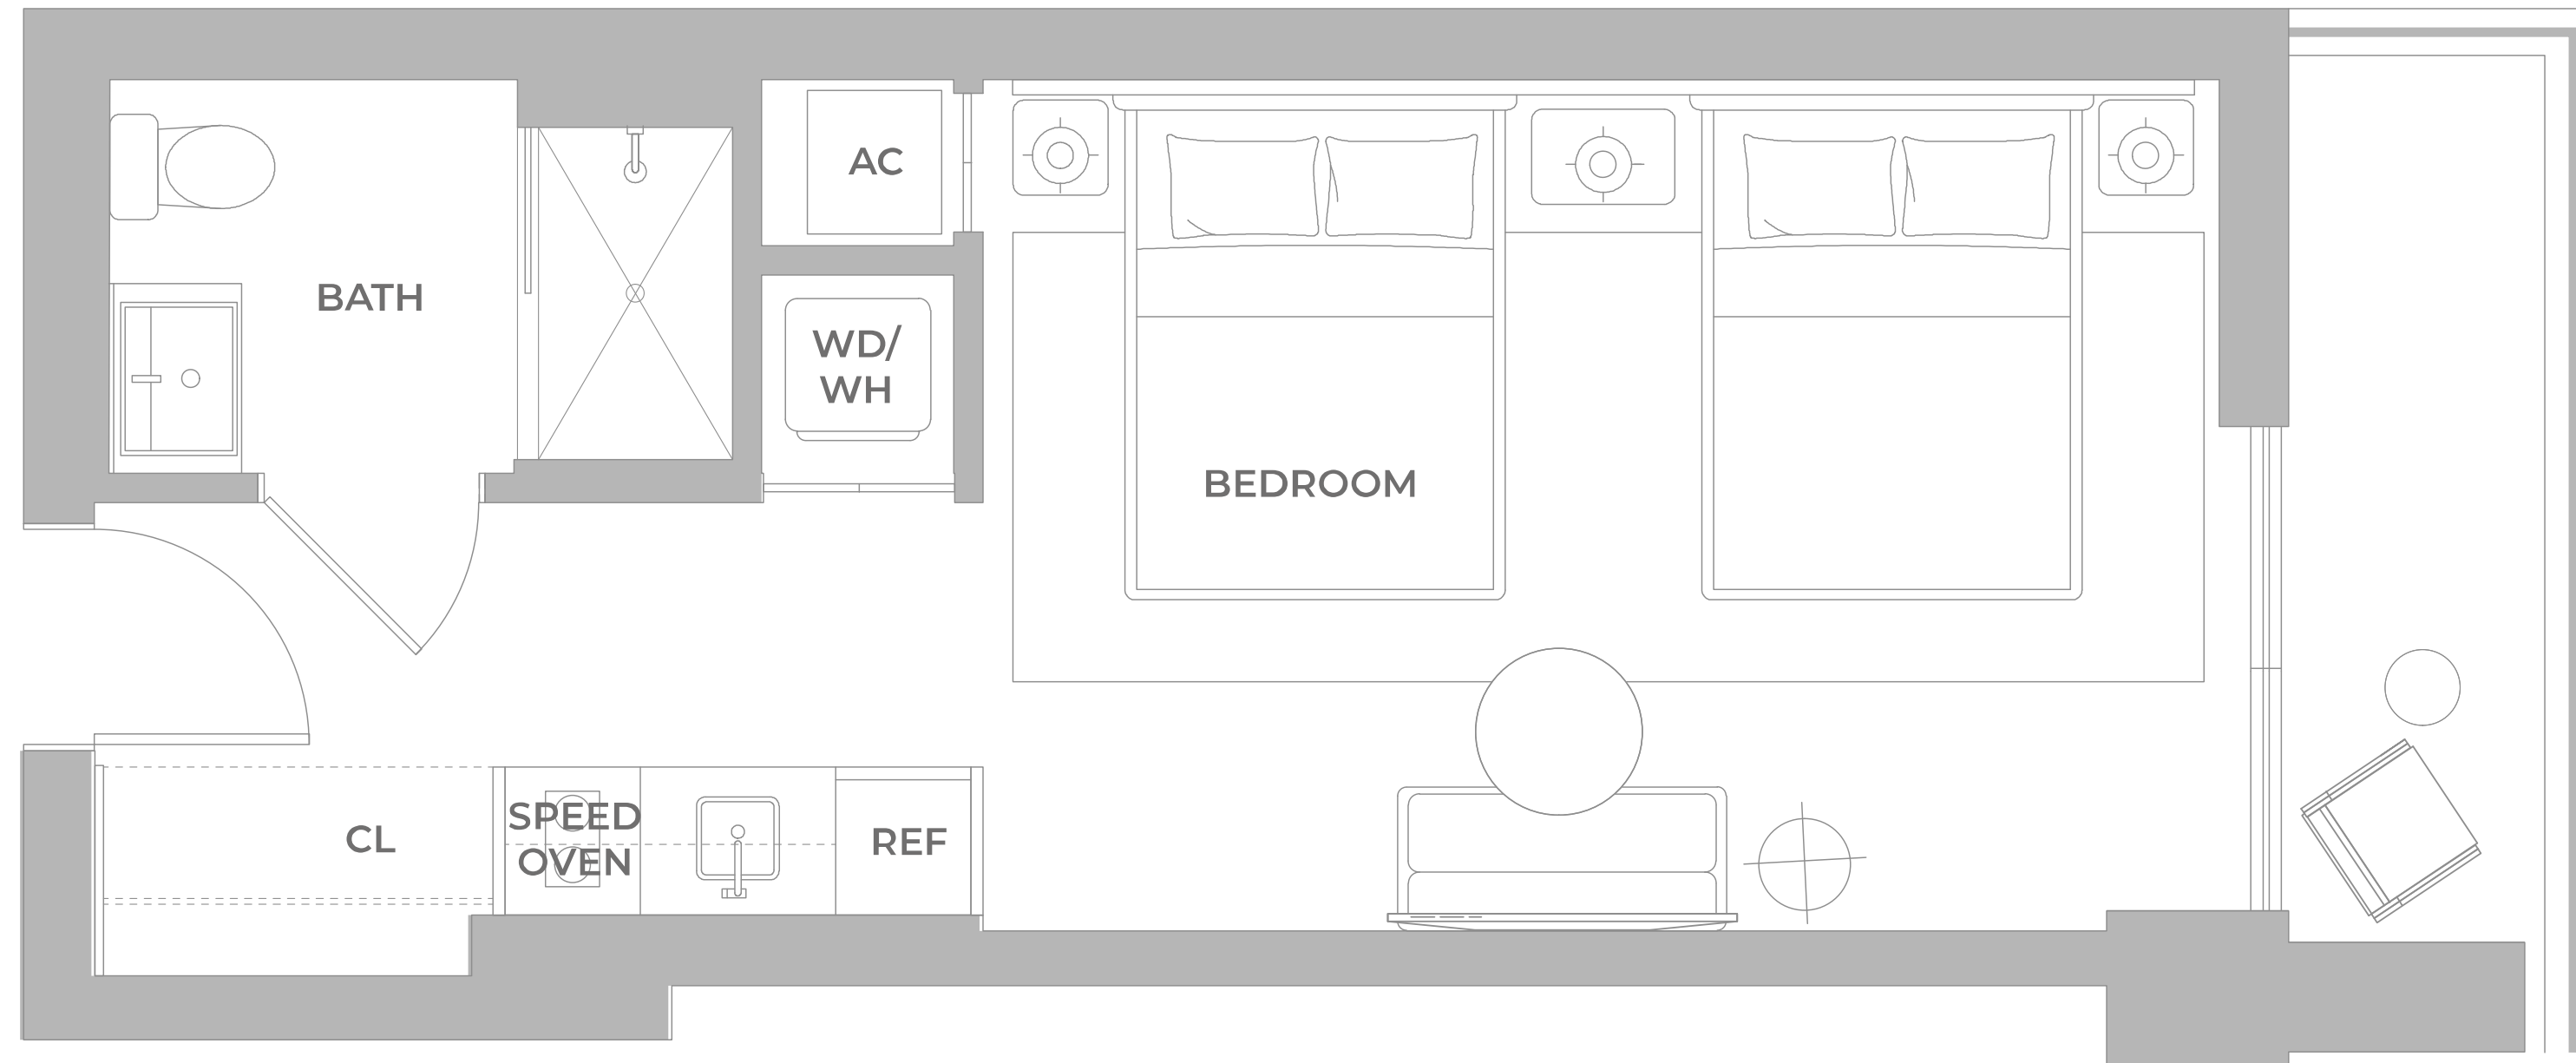 AC
BATH
WD/
WH
BEDROOM
SPEED
OVEN
CL
REF